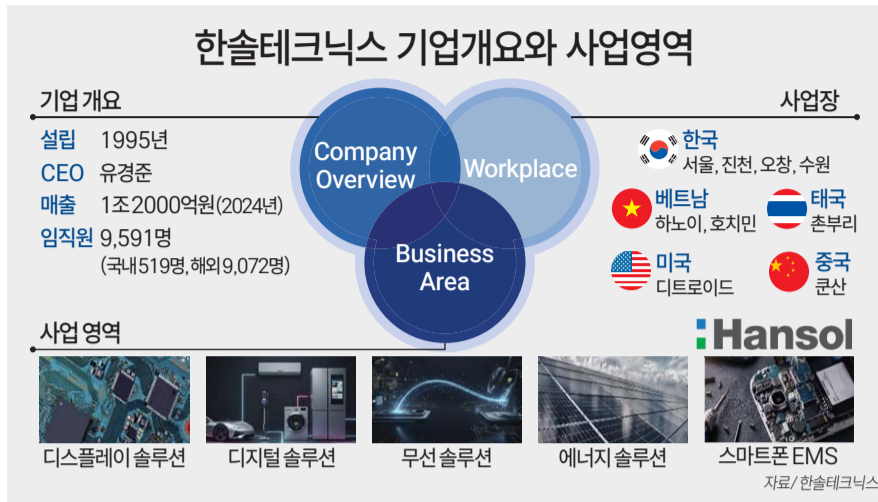 한솔테크닉스 기업개요와 사업영역
기업 개요
설립 1995년
CEO 유경준
매출 1조 2000억원(2024년)
임직원 9,591명
(국내 519명, 해외 9,072명)
Company
Overview
Workplace
Business
Area
사업장
한국
서울, 진천, 오창, 수원
베트남
하노이, 호치민
태국
촌부리
미국
디트로이드
중국
쿤산
사업 영역
Hansol
디스플레이 솔루션
디지털 솔루션
무선 솔루션
에너지 솔루션
스마트폰 EMS
자료/ 한솔테크닉스